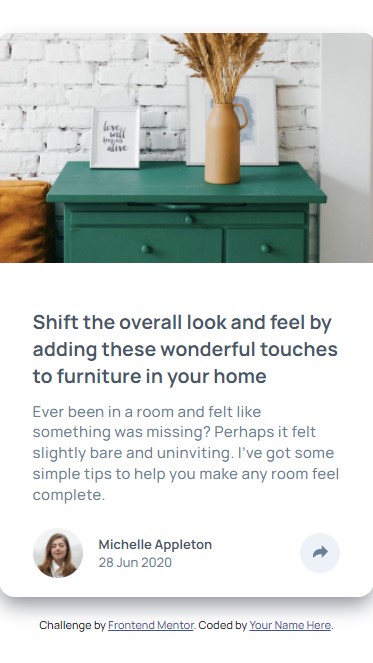 love
will
keep us
alive
Shift the overall look and feel by
adding these wonderful touches
to furniture in your home
Ever been in a room and felt like
something was missing? Perhaps it felt
slightly bare and uninviting. I've got some
simple tips to help you make any room feel
complete.
Michelle Appleton
28 Jun 2020
Challenge by Frontend Mentor. Coded by Your Name Here.